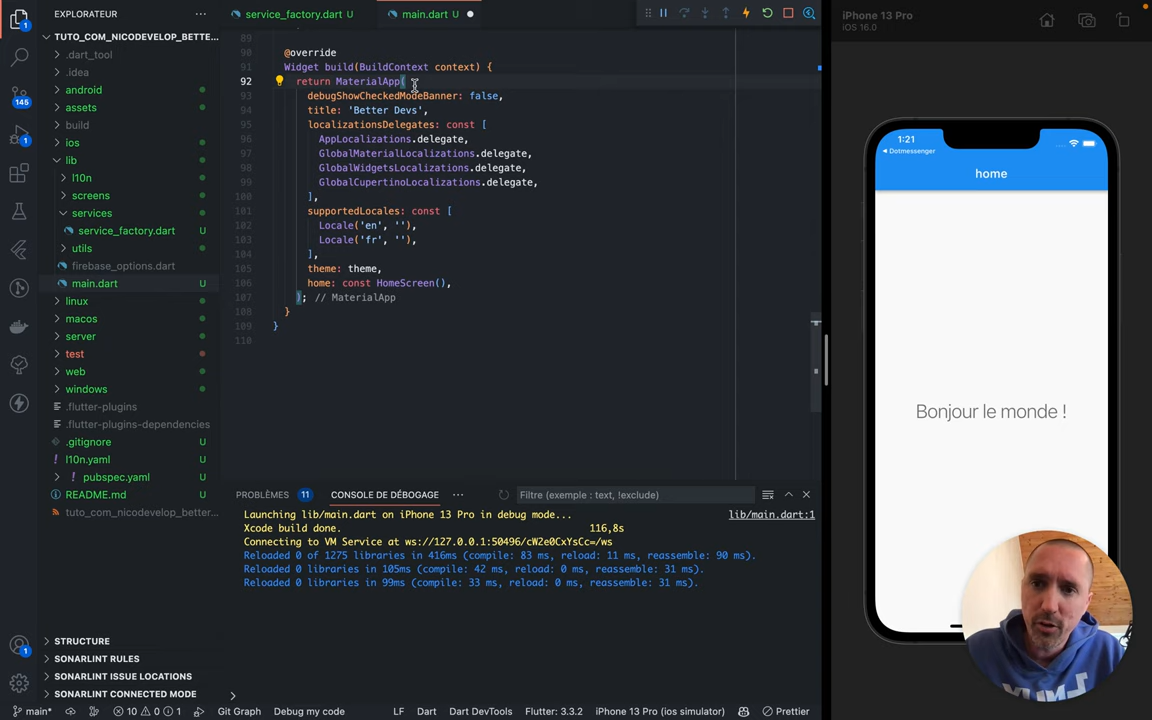 EXPLORATEUR
TUTO_COM_NICODEVELOP_BETTE...
.dart_tool
.idea
android
assets
build
ios
lib
l10n
screens
services
service_factory.dart U
utils
firebase_options.dart
main.dart U
linux
macos
server
test
web
windows
.flutter-plugins
.flutter-plugins-dependencies
.gitignore U
l10n.yaml U
! pubspec.yaml U
README.md U
tuto_com_nicodevelop_better...
STRUCTURE
SONARLINT RULES
SONARLINT ISSUE LOCATIONS
SONARLINT CONNECTED MODE
145
1
1
service_factory.dart U
main.dart U
89
90 @override
91 Widget build(BuildContext context) {
92 return MaterialApp(
93 debugShowCheckedModeBanner: false,
94 title: 'Better Devs',
95 localizationsDelegates: const [
96 AppLocalizations.delegate,
97 GlobalMaterialLocalizations.delegate,
98 GlobalWidgetsLocalizations.delegate,
99 GlobalCupertinoLocalizations.delegate,
100 ],
101 supportedLocales: const [
102 Locale('en', ''),
103 Locale('fr', ''),
104 ],
105 theme: theme,
106 home: const HomeScreen(),
107 ); // MaterialApp
108 }
109 }
110
PROBLÈMES 11 CONSOLE DE DÉBOGAGE ... Filtre (exemple : text, !exclude)
Launching lib/main.dart on iPhone 13 Pro in debug mode... lib/main.dart:1
Xcode build done. 116,8s
Connecting to VM Service at ws://127.0.0.1:50496/cW2e0CxYsCc=/ws
Reloaded 0 of 1275 libraries in 416ms (compile: 83 ms, reload: 11 ms, reassemble: 90 ms).
Reloaded 0 libraries in 105ms (compile: 42 ms, reload: 0 ms, reassemble: 31 ms).
Reloaded 0 libraries in 99ms (compile: 33 ms, reload: 0 ms, reassemble: 31 ms).
iPhone 13 Pro
iOS 16.0
1:21
Dotmessenger
home
Bonjour le monde !
main* 10 0 1 Git Graph Debug my code LF Dart Dart DevTools Flutter: 3.3.2 iPhone 13 Pro (ios simulator) Prettier